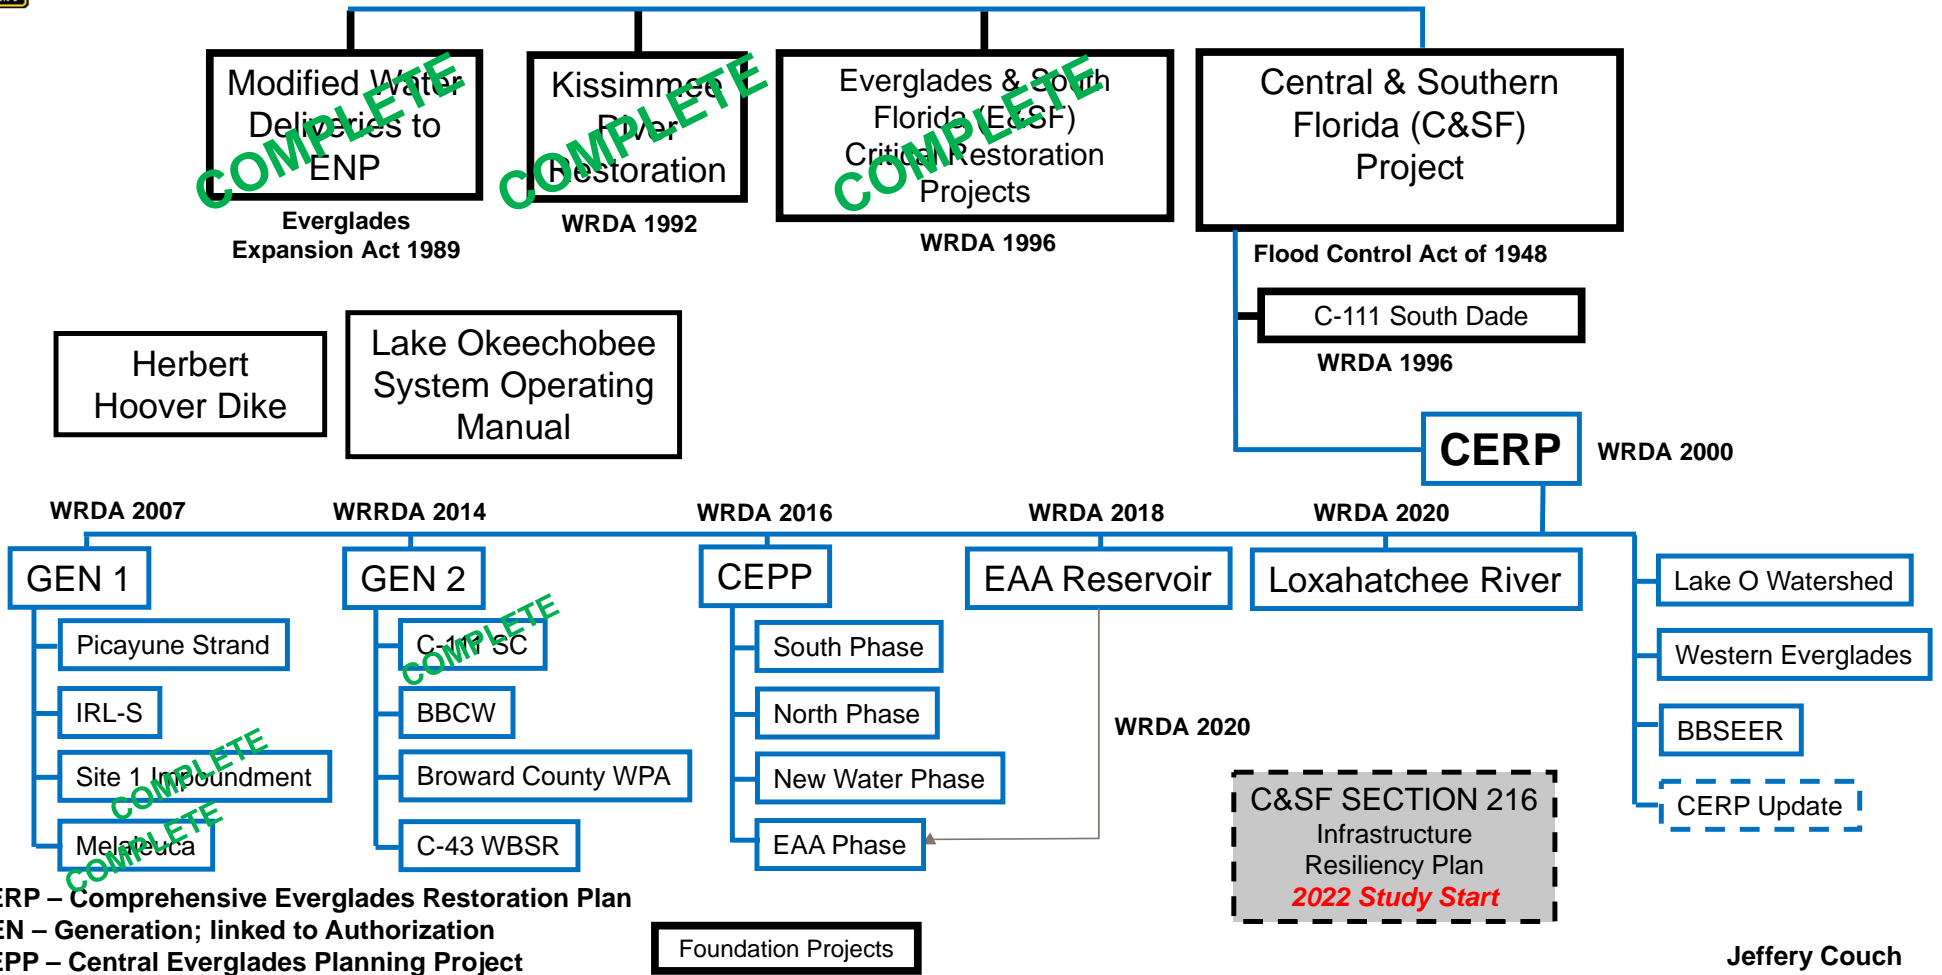 Modified Water
Deliveries to
ENP
COMPLETE
Everglades
Expansion Act 1989
Kissimmee
River
Restoration
COMPLETE
WRDA 1992
Everglades & South
Florida (E&SF)
Critical Restoration
Projects
COMPLETE
WRDA 1996
Central & Southern
Florida (C&SF)
Project
Flood Control Act of 1948
C-111 South Dade
WRDA 1996
Herbert
Hoover Dike
Lake Okeechobee
System Operating
Manual
CERP
WRDA 2000
WRDA 2007
GEN 1
Picayune Strand
IRL-S
Site 1 Impoundment
COMPLETE
Melaleuca
COMPLETE
WRRDA 2014
GEN 2
C-111 SC
COMPLETE
BBCW
Broward County WPA
C-43 WBSR
WRDA 2016
CEPP
South Phase
North Phase
New Water Phase
EAA Phase
WRDA 2018
EAA Reservoir
WRDA 2020
WRDA 2020
Loxahatchee River
Lake O Watershed
Western Everglades
BBSEER
CERP Update
C&SF SECTION 216
Infrastructure
Resiliency Plan
2022 Study Start
ERP – Comprehensive Everglades Restoration Plan
EN – Generation; linked to Authorization
EPP – Central Everglades Planning Project
Foundation Projects
Jeffery Couch